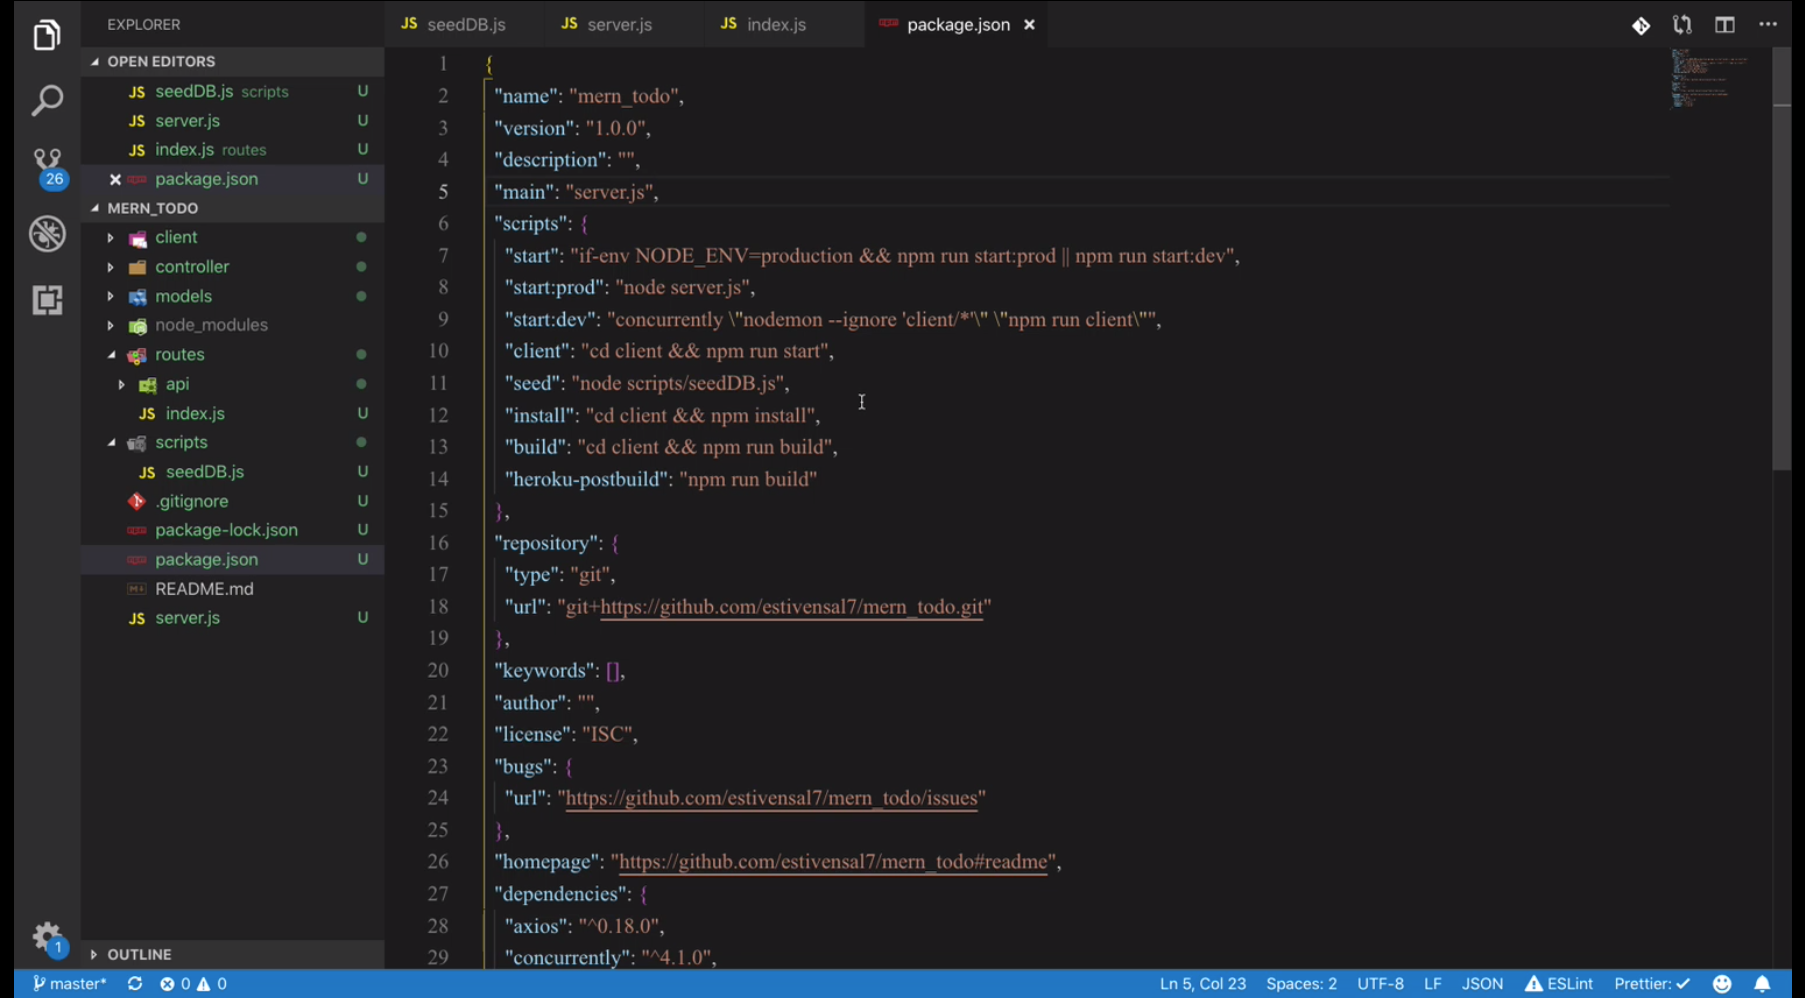 EXPLORER
OPEN EDITORS
JS seedDB.js scripts U
JS server.js U
JS index.js routes U
package.json U
MERN_TODO
client
controller
models
node_modules
routes
api
JS index.js U
scripts
JS seedDB.js U
.gitignore U
package-lock.json U
package.json U
README.md
JS server.js U
OUTLINE
26
1
JS seedDB.js JS server.js JS index.js package.json ×
1 {
2 "name": "mern_todo",
3 "version": "1.0.0",
4 "description": "",
5 "main": "server.js",
6 "scripts": {
7 "start": "if-env NODE_ENV=production && npm run start:prod || npm run start:dev",
8 "start:prod": "node server.js",
9 "start:dev": "concurrently \"nodemon --ignore 'client/*'\" \"npm run client\"",
10 "client": "cd client && npm run start",
11 "seed": "node scripts/seedDB.js",
12 "install": "cd client && npm install",
13 "build": "cd client && npm run build",
14 "heroku-postbuild": "npm run build"
15 },
16 "repository": {
17 "type": "git",
18 "url": "git+https://github.com/estivensal7/mern_todo.git"
19 },
20 "keywords": [],
21 "author": "",
22 "license": "ISC",
23 "bugs": {
24 "url": "https://github.com/estivensal7/mern_todo/issues"
25 },
26 "homepage": "https://github.com/estivensal7/mern_todo#readme",
27 "dependencies": {
28 "axios": "^0.18.0",
29 "concurrently": "^4.1.0",
master* 0 0 Ln 5, Col 23 Spaces: 2 UTF-8 LF JSON ESLint Prettier: ✓